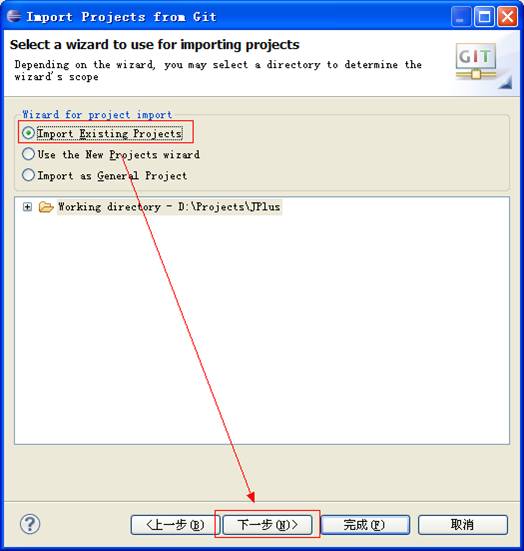 Import Projects from Git
Select a wizard to use for importing projects
Depending on the wizard, you may select a directory to determine the
wizard's scope
GIT
Wizard for project import
Import Existing Projects
Use the New Projects wizard
Import as General Project
Working directory - D:\Projects\JPlus
?
<上一步(B)
下一步(N)>
完成(F)
取消